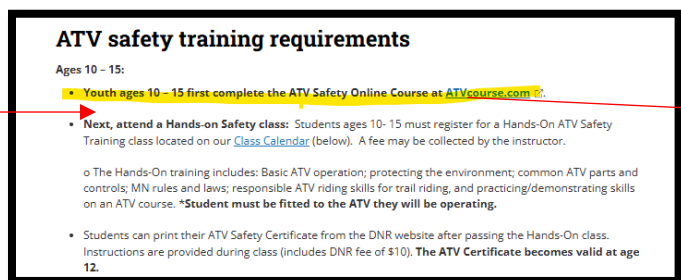 ATV safety training requirements
Ages 10 – 15:
• Youth ages 10 – 15 first complete the ATV Safety Online Course at ATVcourse.com.
• Next, attend a Hands-on Safety class: Students ages 10- 15 must register for a Hands-On ATV Safety
Training class located on our Class Calendar (below). A fee may be collected by the instructor.
o The Hands-On training includes: Basic ATV operation; protecting the environment; common ATV parts and
controls; MN rules and laws; responsible ATV riding skills for trail riding, and practicing/demonstrating skills
on an ATV course. *Student must be fitted to the ATV they will be operating.
• Students can print their ATV Safety Certificate from the DNR website after passing the Hands-On class.
Instructions are provided during class (includes DNR fee of $10). The ATV Certificate becomes valid at age
12.